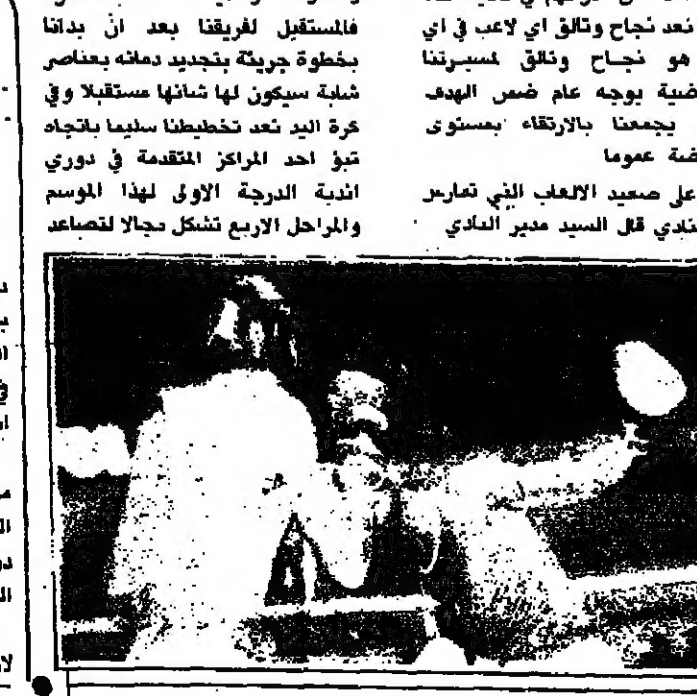 نعد نجاح وتالق اي لاعب في اي
هو نجاح وتالق لمسيرتنا
ضية بوجه عام ضمن الهدف
يجمعنا بالارتقاء بمستوى
ضة عموما
على صعيد الالعاب التي تمارس
نادي قال السيد مدير النادي
فالمستقبل لفريقنا بعد ان بدانا
بخطوة جريئة بتجديد دمائه بعناصر
شابة سيكون لها شانها مستقبلا وفي
كرة اليد نعد تخطيطنا سليما باتجاه
تبؤ احد المراكز المتقدمة في دوري
اندية الدرجة الاولى لهذا الموسم
والمراحل الاربع تشكل مجالا لتصاعد